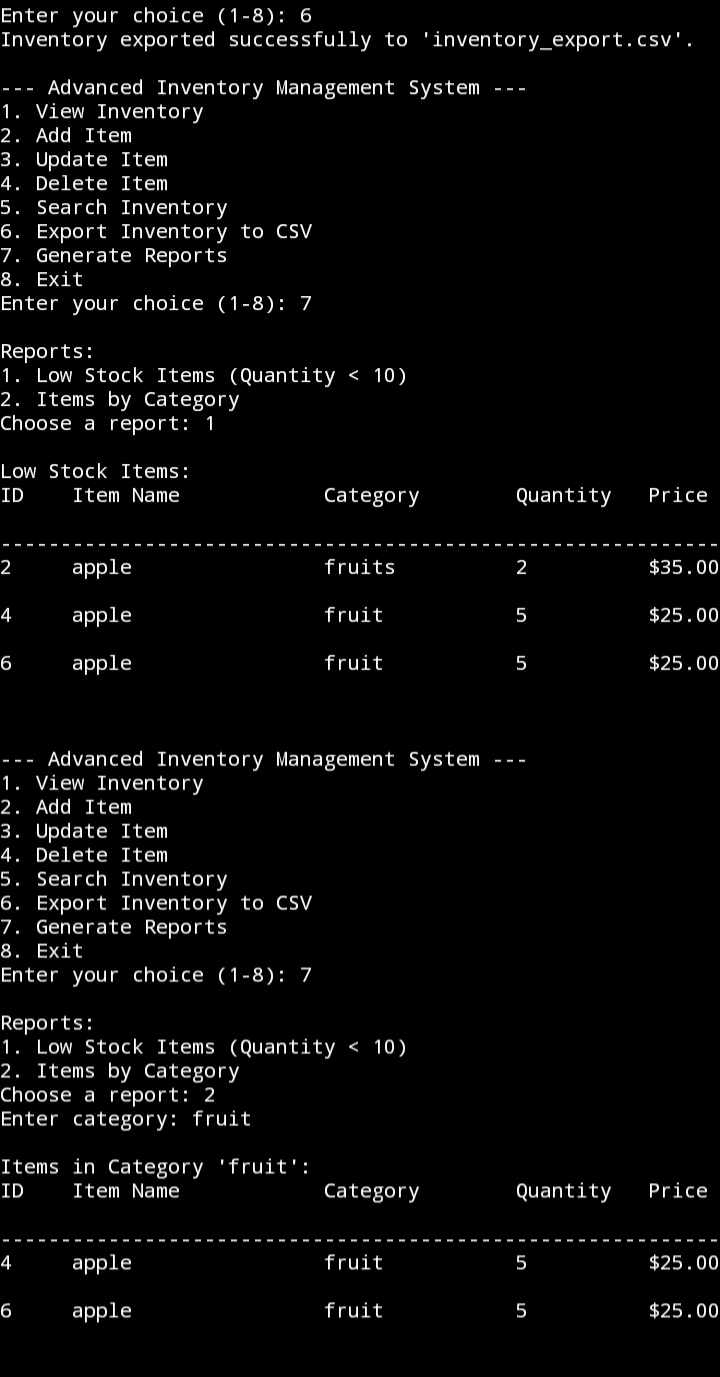 Enter your choice (1-8): 6
Inventory exported successfully to 'inventory_export.csv'.
--- Advanced Inventory Management System ---
1. View Inventory
2. Add Item
3. Update Item
4. Delete Item
5. Search Inventory
6. Export Inventory to CSV
7. Generate Reports
8. Exit
Enter your choice (1-8): 7
Reports:
1. Low Stock Items (Quantity < 10)
2. Items by Category
Choose a report: 1
Low Stock Items:
ID    Item Name            Category        Quantity   Price
------------------------------------------------------------
2     apple                fruits          2          $35.00
4     apple                fruit           5          $25.00
6     apple                fruit           5          $25.00
--- Advanced Inventory Management System ---
1. View Inventory
2. Add Item
3. Update Item
4. Delete Item
5. Search Inventory
6. Export Inventory to CSV
7. Generate Reports
8. Exit
Enter your choice (1-8): 7
Reports:
1. Low Stock Items (Quantity < 10)
2. Items by Category
Choose a report: 2
Enter category: fruit
Items in Category 'fruit':
ID    Item Name            Category        Quantity   Price
------------------------------------------------------------
4     apple                fruit           5          $25.00
6     apple                fruit           5          $25.00